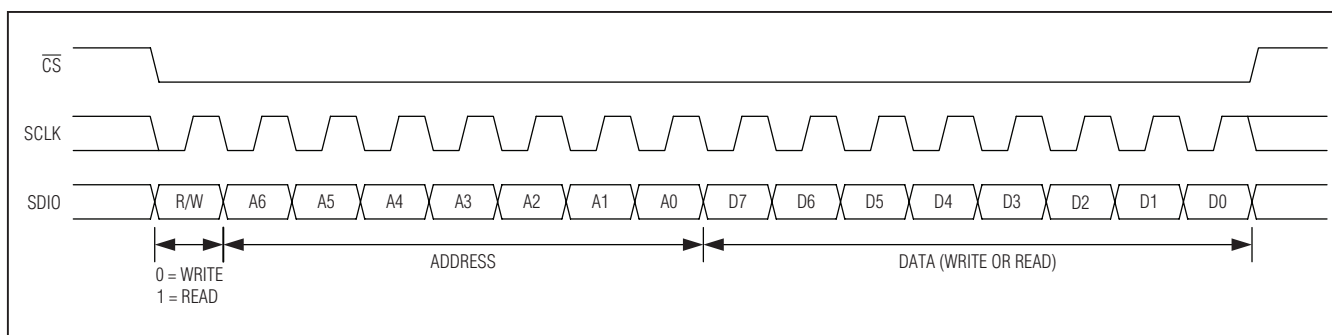 CS
SCLK
SDIO R/W A6 A5 A4 A3 A2 A1 A0 D7 D6 D5 D4 D3 D2 D1 D0
ADDRESS DATA (WRITE OR READ)
0 = WRITE
1 = READ